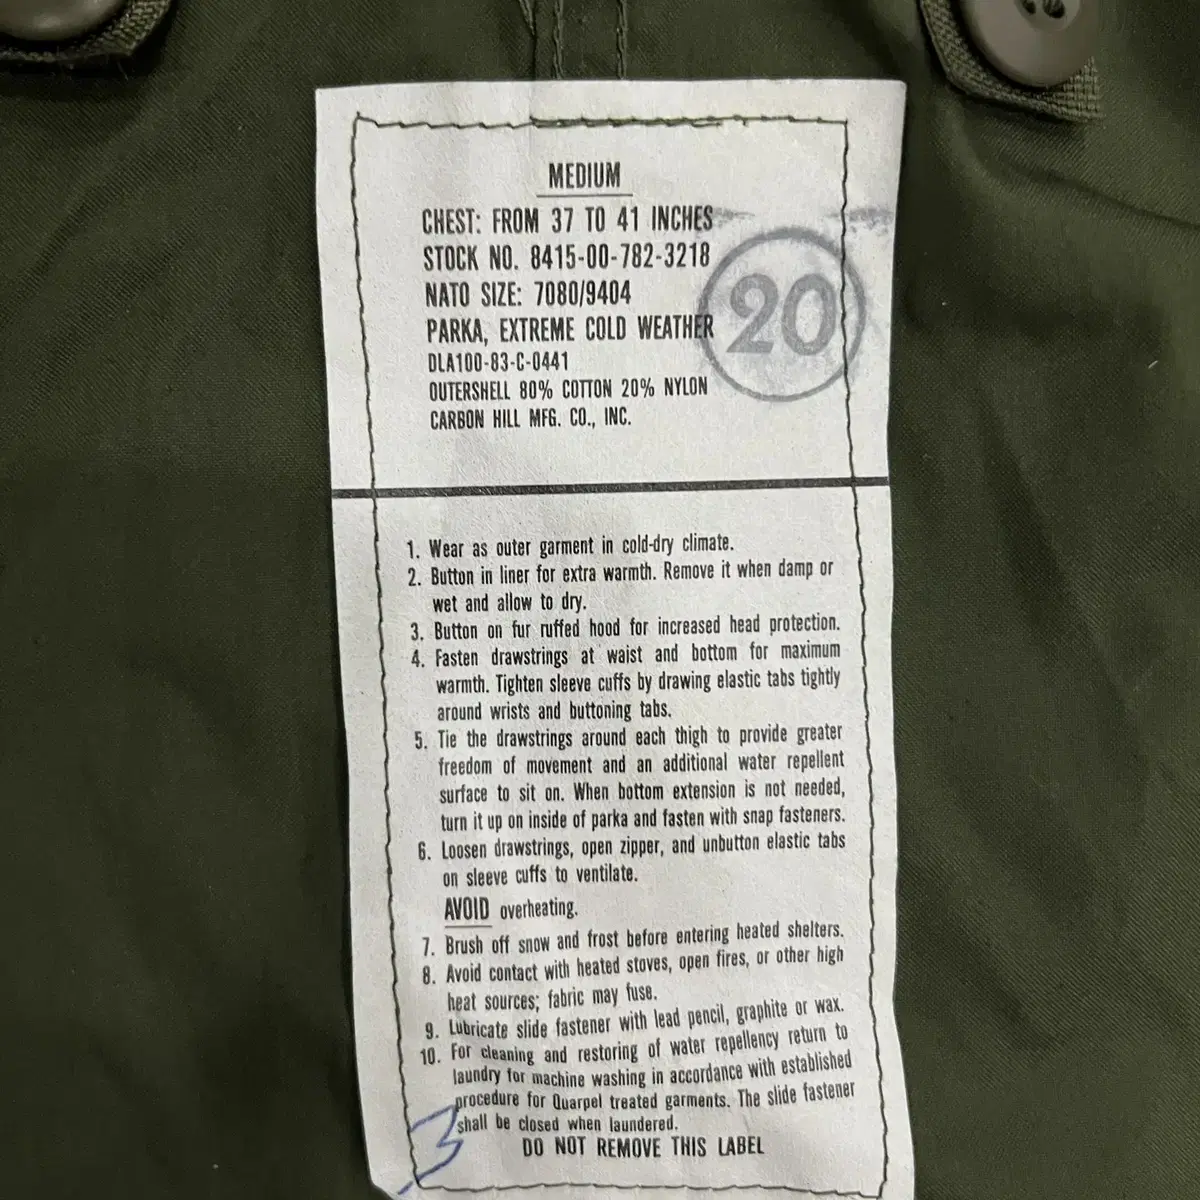 MEDIUM
CHEST: FROM 37 TO 41 INCHES
STOCK NO. 8415-00-782-3218
NATO SIZE: 7080/9404
PARKA, EXTREME COLD WEATHER
DLA100-83-C-0441
OUTERSHELL 80% COTTON 20% NYLON
CARBON HILL MFG. CO., INC.
20
1. Wear as outer garment in cold-dry climate.
2. Button in liner for extra warmth. Remove it when damp or
wet and allow to dry.
3. Button on fur ruffed hood for increased head protection.
4. Fasten drawstrings at waist and bottom for maximum
warmth. Tighten sleeve cuffs by drawing elastic tabs tightly
around wrists and buttoning tabs.
5. Tie the drawstrings around each thigh to provide greater
freedom of movement and an additional water repellent
surface to sit on. When bottom extension is not needed,
turn it up on inside of parka and fasten with snap fasteners.
6. Loosen drawstrings, open zipper, and unbutton elastic tabs
on sleeve cuffs to ventilate.
AVOID overheating.
7. Brush off snow and frost before entering heated shelters.
8. Avoid contact with heated stoves, open fires, or other high
heat sources; fabric may fuse.
9. Lubricate slide fastener with lead pencil, graphite or wax.
10. For cleaning and restoring of water repellency return to
laundry for machine washing in accordance with established
procedure for Quarpel treated garments. The slide fastener
shall be closed when laundered.
DO NOT REMOVE THIS LABEL
3